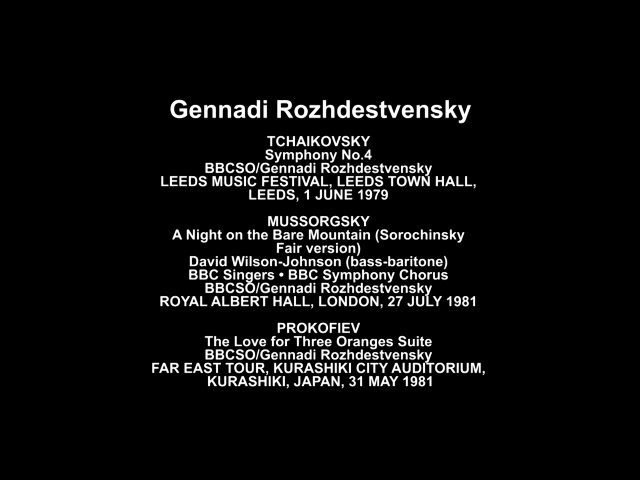 Gennadi Rozhdestvensky
TCHAIKOVSKY
Symphony No.4
BBCSO/Gennadi Rozhdestvensky
LEEDS MUSIC FESTIVAL, LEEDS TOWN HALL,
LEEDS, 1 JUNE 1979
MUSSORGSKY
A Night on the Bare Mountain (Sorochinsky
Fair version)
David Wilson-Johnson (bass-baritone)
BBC Singers • BBC Symphony Chorus
BBCSO/Gennadi Rozhdestvensky
ROYAL ALBERT HALL, LONDON, 27 JULY 1981
PROKOFIEV
The Love for Three Oranges Suite
BBCSO/Gennadi Rozhdestvensky
FAR EAST TOUR, KURASHIKI CITY AUDITORIUM,
KURASHIKI, JAPAN, 31 MAY 1981